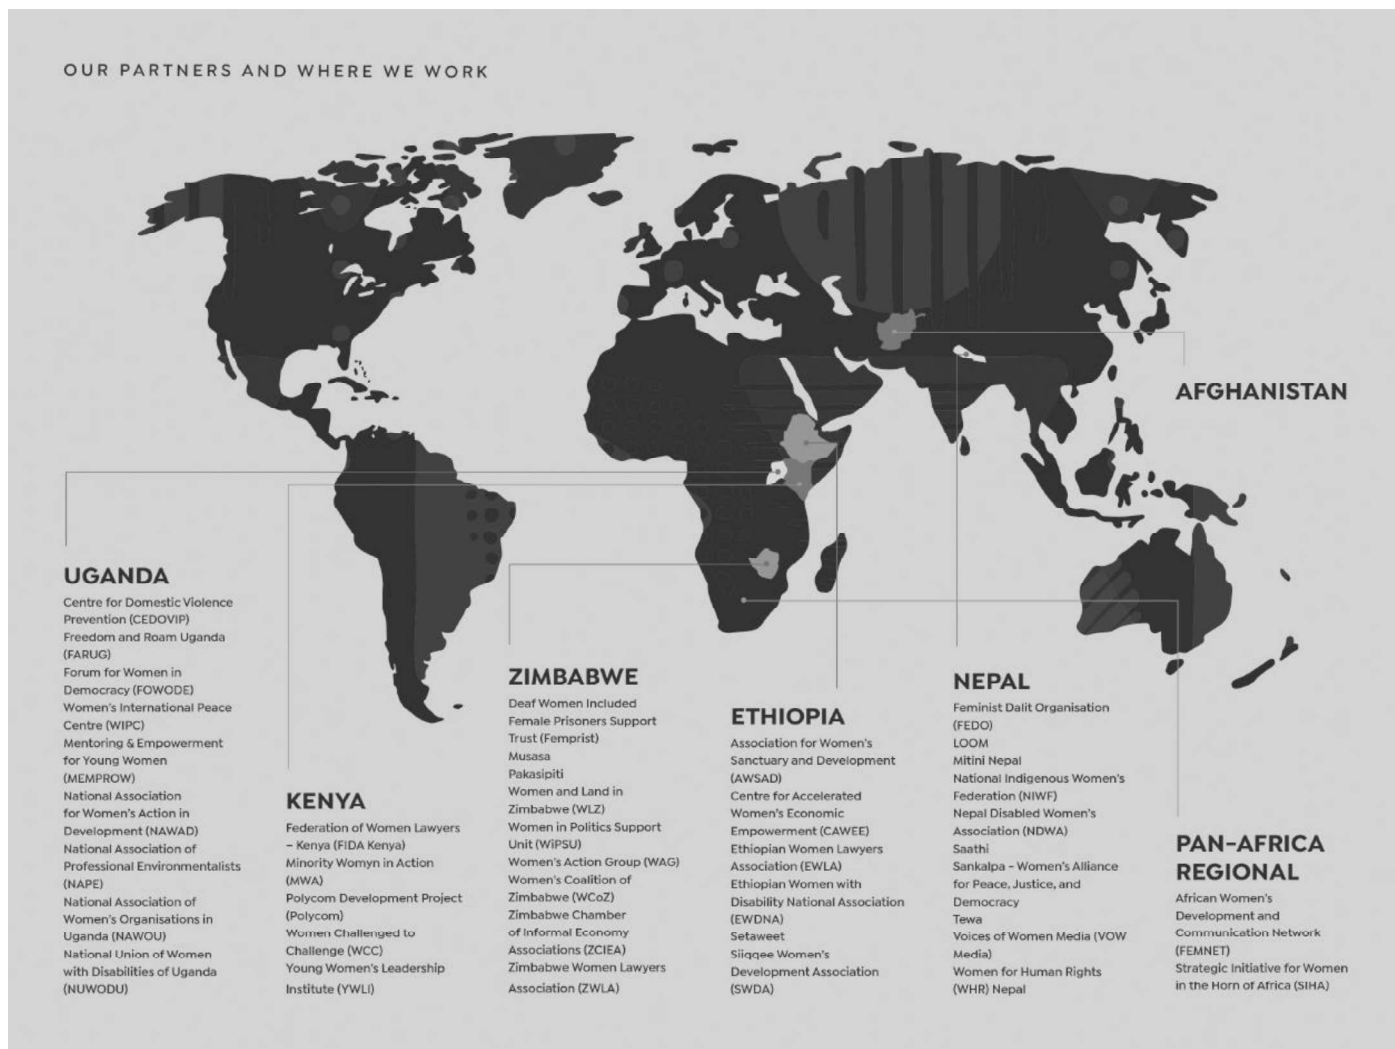 OUR PARTNERS AND WHERE WE WORK
AFGHANISTAN
UGANDA
Centre for Domestic Violence
Prevention (CEDOVIP)
Freedom and Roam Uganda
(FARUG)
Forum for Women in
Democracy (FOWODE)
Women's International Peace
Centre (WIPC)
Mentoring & Empowerment
for Young Women
(MEMPROW)
National Association
for Women's Action in
Development (NAWAD)
National Association of
Professional Environmentalists
(NAPE)
National Association of
Women's Organisations in
Uganda (NAWOU)
National Union of Women
with Disabilities of Uganda
(NUWODU)
KENYA
Federation of Women Lawyers
– Kenya (FIDA Kenya)
Minority Womyn in Action
(MWA)
Polycom Development Project
(Polycom)
Women Challenged to
Challenge (WCC)
Young Women's Leadership
Institute (YWLI)
ZIMBABWE
Deaf Women Included
Female Prisoners Support
Trust (Femprist)
Musasa
Pakasipiti
Women and Land in
Zimbabwe (WLZ)
Women in Politics Support
Unit (WiPSU)
Women's Action Group (WAG)
Women's Coalition of
Zimbabwe (WCoZ)
Zimbabwe Chamber
of Informal Economy
Associations (ZCIEA)
Zimbabwe Women Lawyers
Association (ZWLA)
ETHIOPIA
Association for Women's
Sanctuary and Development
(AWSAD)
Centre for Accelerated
Women's Economic
Empowerment (CAWEE)
Ethiopian Women Lawyers
Association (EWLA)
Ethiopian Women with
Disability National Association
(EWDNA)
Setaweet
Siiqqee Women's
Development Association
(SWDA)
NEPAL
Feminist Dalit Organisation
(FEDO)
LOOM
Mitini Nepal
National Indigenous Women's
Federation (NIWF)
Nepal Disabled Women's
Association (NDWA)
Saathi
Sankalpa – Women's Alliance
for Peace, Justice, and
Democracy
Tewa
Voices of Women Media (VOW
Media)
Women for Human Rights
(WHR) Nepal
PAN-AFRICA
REGIONAL
African Women's
Development and
Communication Network
(FEMNET)
Strategic Initiative for Women
in the Horn of Africa (SIHA)